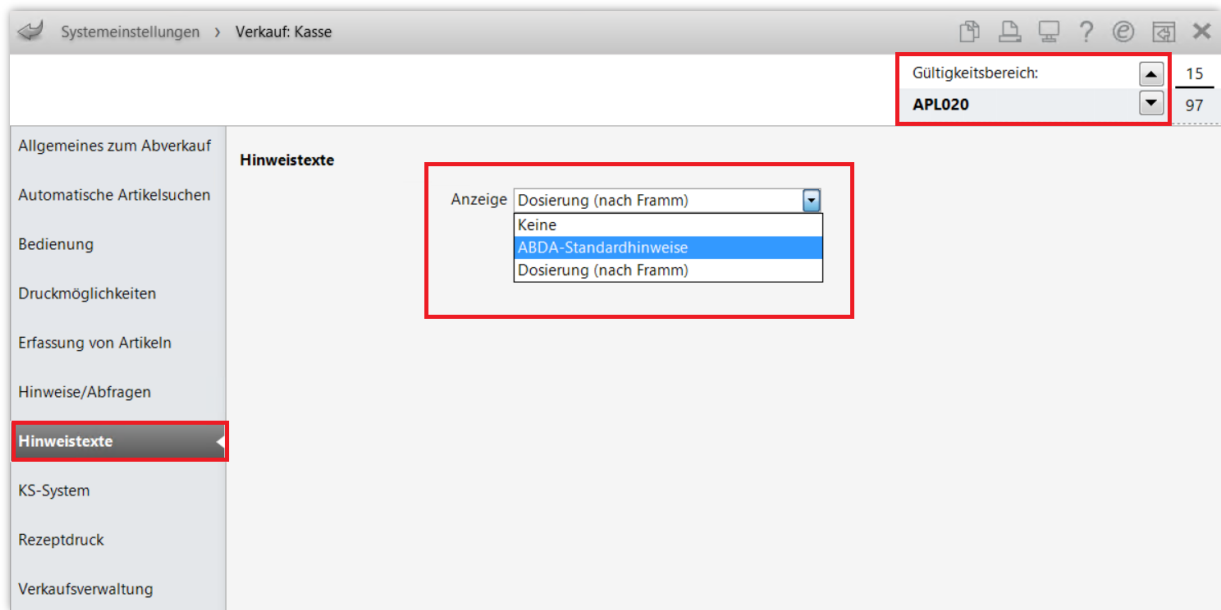 Systemeinstellungen › Verkauf: Kasse
Gültigkeitsbereich:
15
APL020
97
Allgemeines zum Abverkauf
Automatische Artikelsuchen
Bedienung
Druckmöglichkeiten
Erfassung von Artikeln
Hinweise/Abfragen
Hinweistexte
KS-System
Rezeptdruck
Verkaufsverwaltung
Hinweistexte
Anzeige Dosierung (nach Framm)
Keine
ABDA-Standardhinweise
Dosierung (nach Framm)